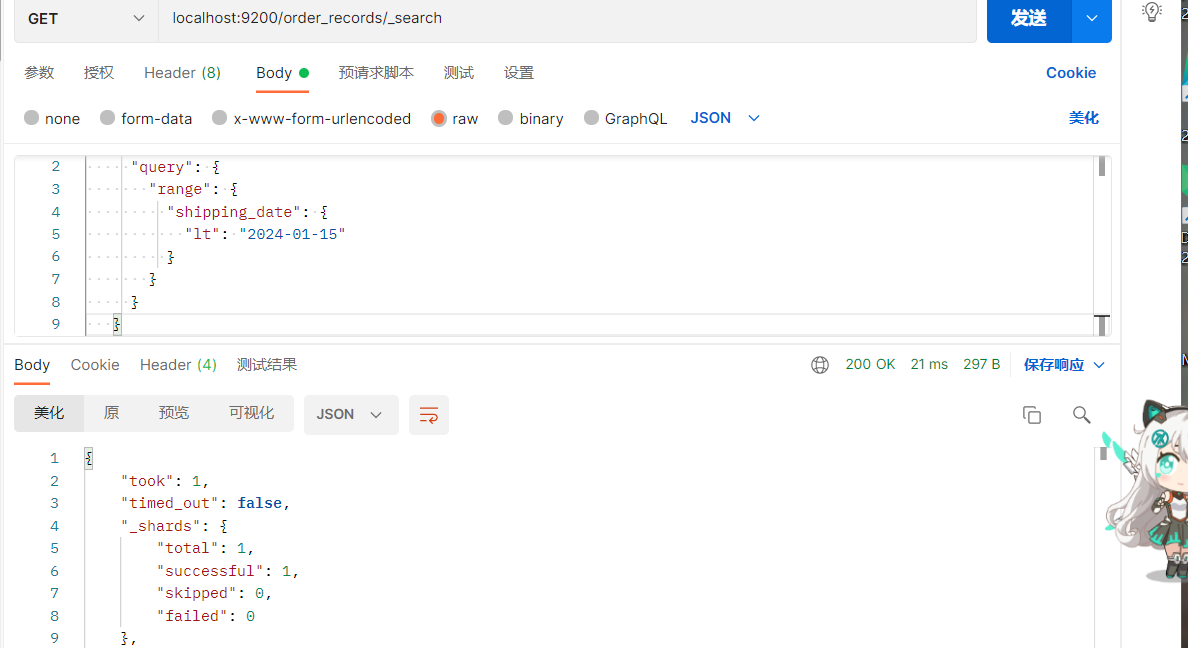 GET localhost:9200/order_records/_search 发送
参数 授权 Header (8) Body 预请求脚本 测试 设置 Cookie
none form-data x-www-form-urlencoded raw binary GraphQL JSON 美化
2 "query": {
3 "range": {
4 "shipping_date": {
5 "lt": "2024-01-15"
6 }
7 }
8 }
9 }
Body Cookie Header (4) 测试结果 200 OK 21 ms 297 B 保存响应
美化 原 预览 可视化 JSON
1 {
2 "took": 1,
3 "timed_out": false,
4 "_shards": {
5 "total": 1,
6 "successful": 1,
7 "skipped": 0,
8 "failed": 0
9 },